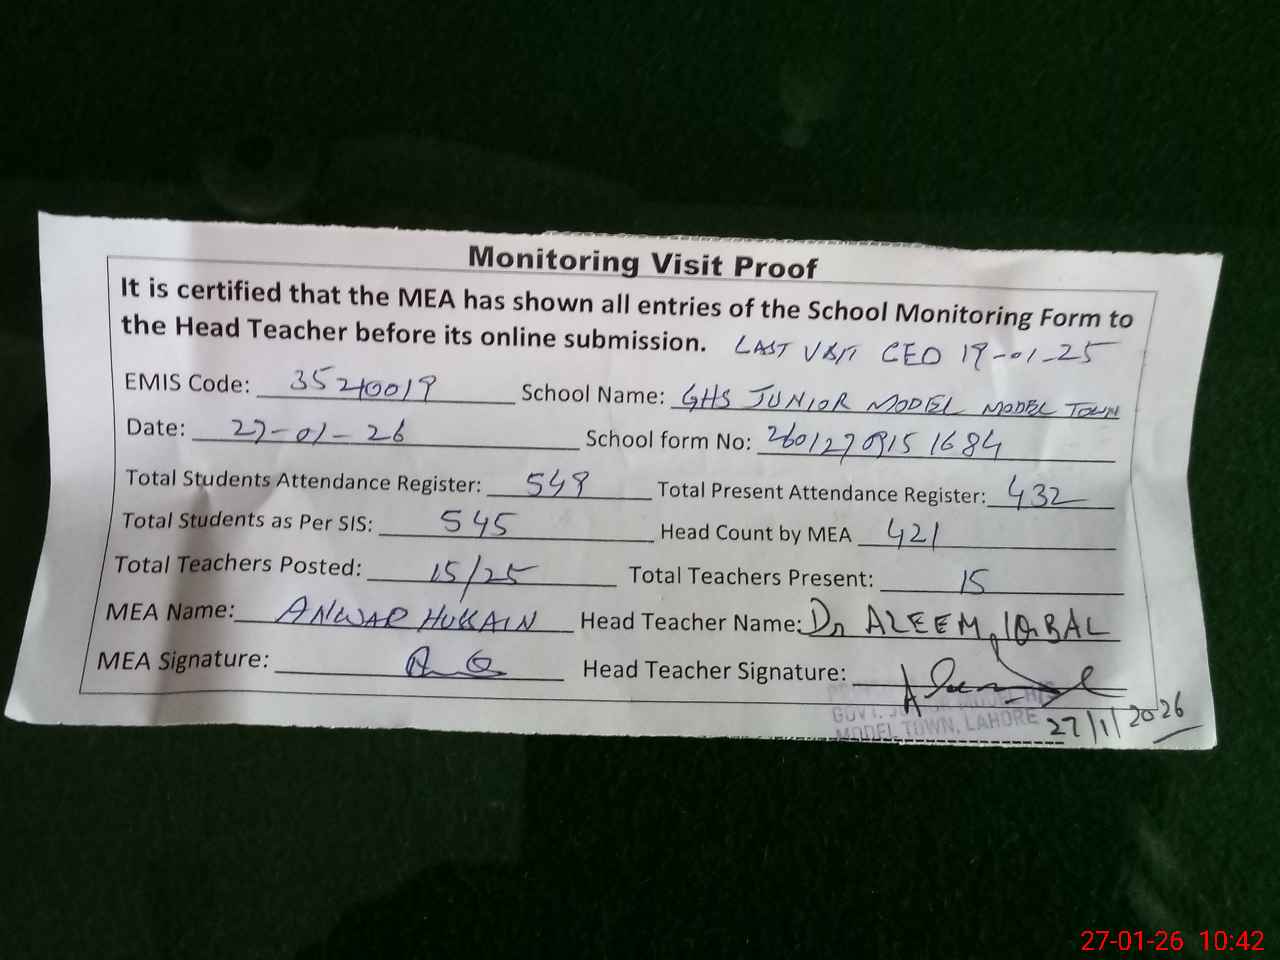 Monitoring Visit Proof
It is certified that the MEA has shown all entries of the School Monitoring Form to
the Head Teacher before its online submission. LAST VISIT CEO 19-01-25
EMIS Code: 35210019 School Name: GHS JUNIOR MODEL MODEL TOWN
Date: 27-01-26 School form No: 2601270915 1684
Total Students Attendance Register: 549 Total Present Attendance Register: 432
Total Students as Per SIS: 545 Head Count by MEA 421
Total Teachers Posted: 15/25 Total Teachers Present: 15
MEA Name: ANWAR HUSSAIN Head Teacher Name: Dr ALEEM IQBAL
MEA Signature: Head Teacher Signature:
GOVT. JUNIOR MODEL H/S
MODEL TOWN, LAHORE 27/1/2026
27-01-26 10:42